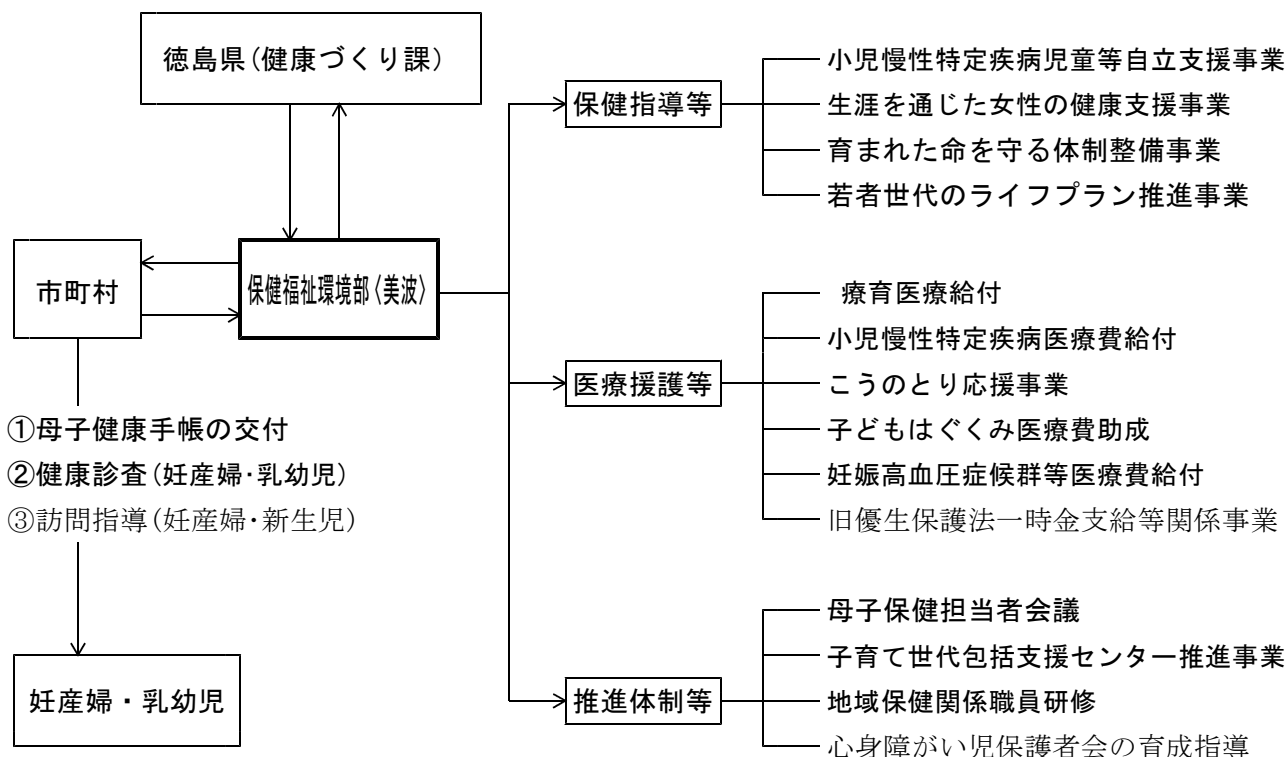 徳島県(健康づくり課)
保健福祉環境部〈美波〉
市町村
①母子健康手帳の交付
②健康診査(妊産婦・乳幼児)
③訪問指導(妊産婦・新生児)
妊産婦・乳幼児
保健指導等
小児慢性特定疾病児童等自立支援事業
生涯を通じた女性の健康支援事業
育まれた命を守る体制整備事業
若者世代のライフプラン推進事業
医療援護等
療育医療給付
小児慢性特定疾病医療費給付
こうのとり応援事業
子どもはぐくみ医療費助成
妊娠高血圧症候群等医療費給付
旧優生保護法一時金支給等関係事業
推進体制等
母子保健担当者会議
子育て世代包括支援センター推進事業
地域保健関係職員研修
心身障がい児保護者会の育成指導